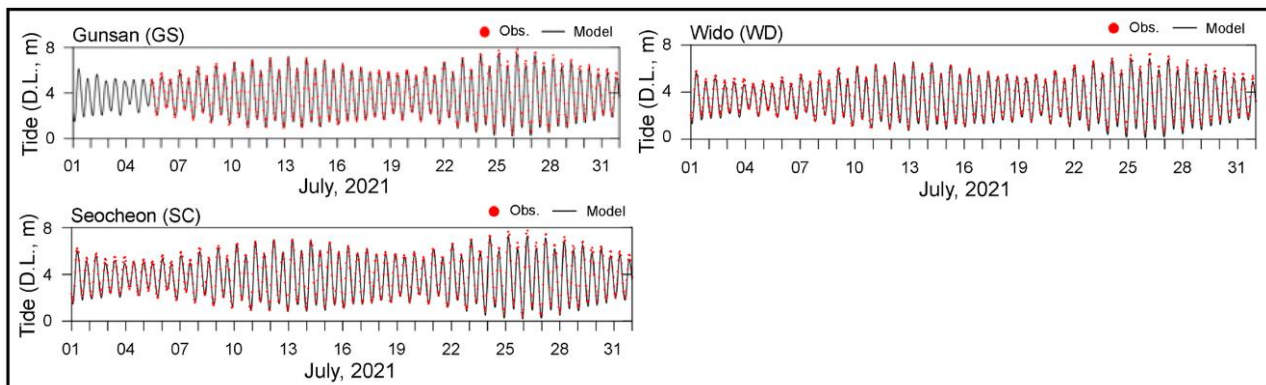 Gunsan (GS)
Obs. Model
Tide (D.L., m)
8
4
0
01 04 07 10 13 16 19 22 25 28 31
July, 2021
Wido (WD)
Obs. Model
Tide (D.L., m)
8
4
0
01 04 07 10 13 16 19 22 25 28 31
July, 2021
Seocheon (SC)
Obs. Model
Tide (D.L., m)
8
4
0
01 04 07 10 13 16 19 22 25 28 31
July, 2021